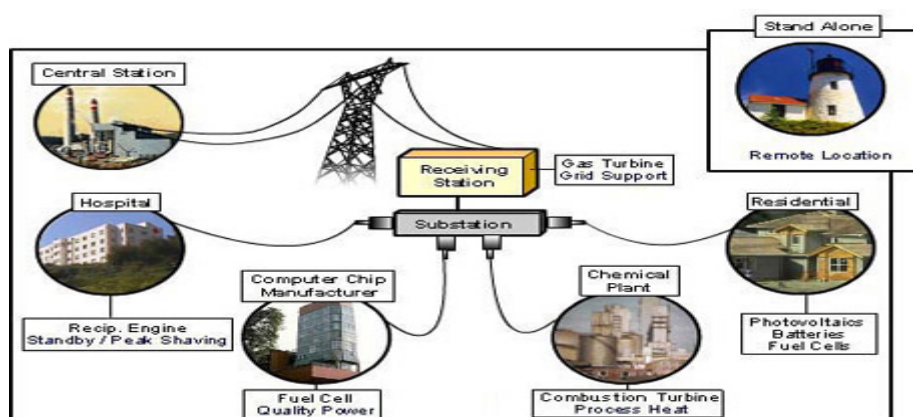 Stand Alone
Central Station
Remote Location
Receiving
Station
Gas Turbine
Grid Support
Hospital
Substation
Residential
Computer Chip
Manufacturer
Chemical
Plant
Recip. Engine
Standby / Peak Shaving
Photovoltaics
Batteries
Fuel Cells
Fuel Cell
Quality Power
Combustion Turbine
Process Heat